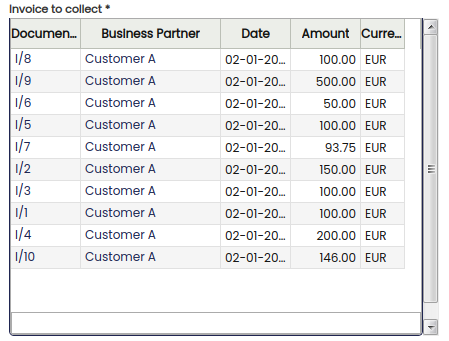 Invoice to collect *
Documen... Business Partner Date Amount Curre...
I/8 Customer A 02-01-20... 100.00 EUR
I/9 Customer A 02-01-20... 500.00 EUR
I/6 Customer A 02-01-20... 50.00 EUR
I/5 Customer A 02-01-20... 100.00 EUR
I/7 Customer A 02-01-20... 93.75 EUR
I/2 Customer A 02-01-20... 150.00 EUR
I/3 Customer A 02-01-20... 100.00 EUR
I/1 Customer A 02-01-20... 100.00 EUR
I/4 Customer A 02-01-20... 200.00 EUR
I/10 Customer A 02-01-20... 146.00 EUR